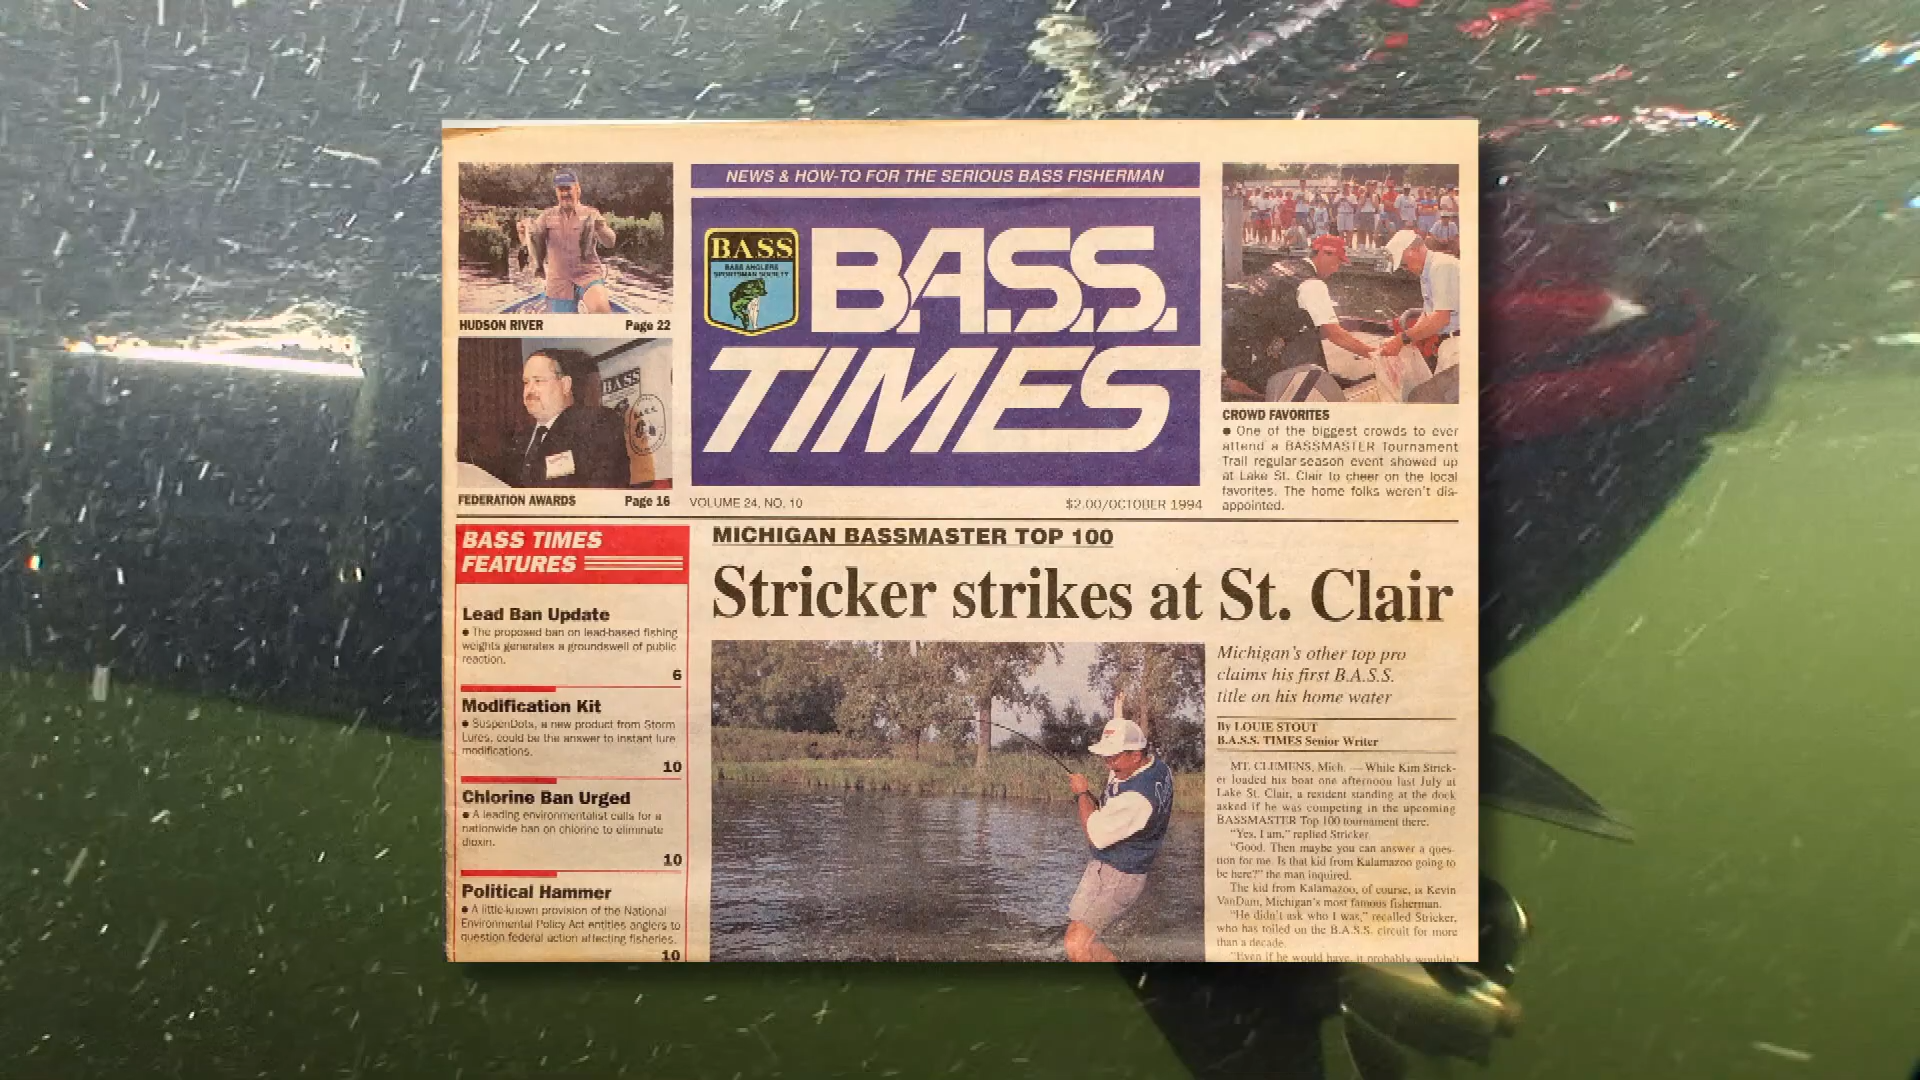 NEWS & HOW-TO FOR THE SERIOUS BASS FISHERMAN
BASS
BASS ANGLERS
SPORTSMAN SOCIETY
B.A.S.S.
TIMES
HUDSON RIVER Page 22
BASS
FEDERATION AWARDS Page 16
VOLUME 24, NO. 10 $2.00/OCTOBER 1994
CROWD FAVORITES
● One of the biggest crowds to ever
attend a BASSMASTER Tournament
Trail regular-season event showed up
at Lake St. Clair to cheer on the local
favorites. The home folks weren't dis-
appointed.
BASS TIMES
FEATURES
Lead Ban Update
● The proposed ban on lead-based fishing
weights generates a groundswell of public
reaction.
6
Modification Kit
● SuspenDots, a new product from Storm
Lures, could be the answer to instant lure
modifications.
10
Chlorine Ban Urged
● A leading environmentalist calls for a
nationwide ban on chlorine to eliminate
dioxin.
10
Political Hammer
● A little-known provision of the National
Environmental Policy Act entitles anglers to
question federal action affecting fisheries.
10
MICHIGAN BASSMASTER TOP 100
Stricker strikes at St. Clair
Michigan's other top pro
claims his first B.A.S.S.
title on his home water
By LOUIE STOUT
B.A.S.S. TIMES Senior Writer
MT. CLEMENS, Mich. — While Kim Strick-
er loaded his boat one afternoon last July at
Lake St. Clair, a resident standing at the dock
asked if he was competing in the upcoming
BASSMASTER Top 100 tournament there.
"Yes, I am," replied Stricker.
"Good. Then maybe you can answer a ques-
tion for me. Is that kid from Kalamazoo going to
be here?" the man inquired.
The kid from Kalamazoo, of course, is Kevin
VanDam, Michigan's most famous fisherman.
"He didn't ask who I was," recalled Stricker,
who has toiled on the B.A.S.S. circuit for more
than a decade.
"Even if he would have, it probably wouldn't